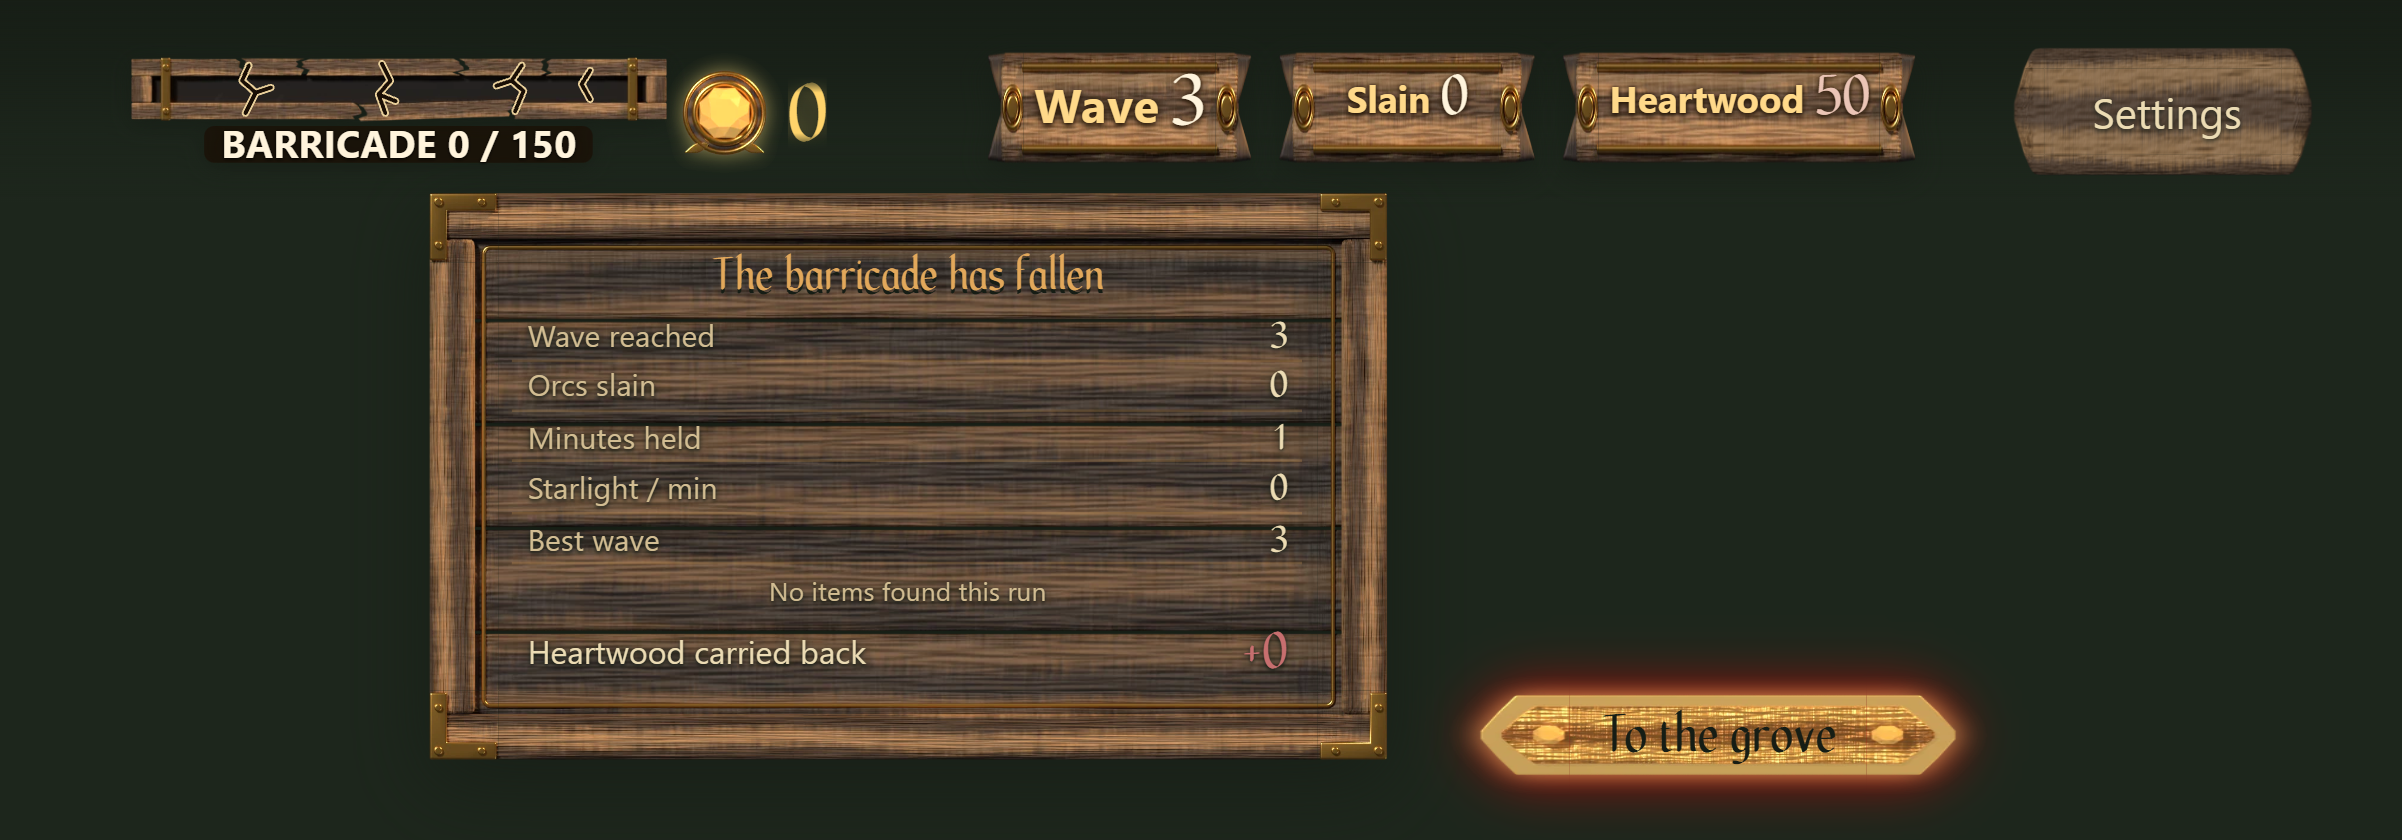 BARRICADE 0 / 150
0
Wave 3
Slain 0
Heartwood 50
Settings
The barricade has fallen
Wave reached 3
Orcs slain 0
Minutes held 1
Starlight / min 0
Best wave 3
No items found this run
Heartwood carried back +0
To the grove